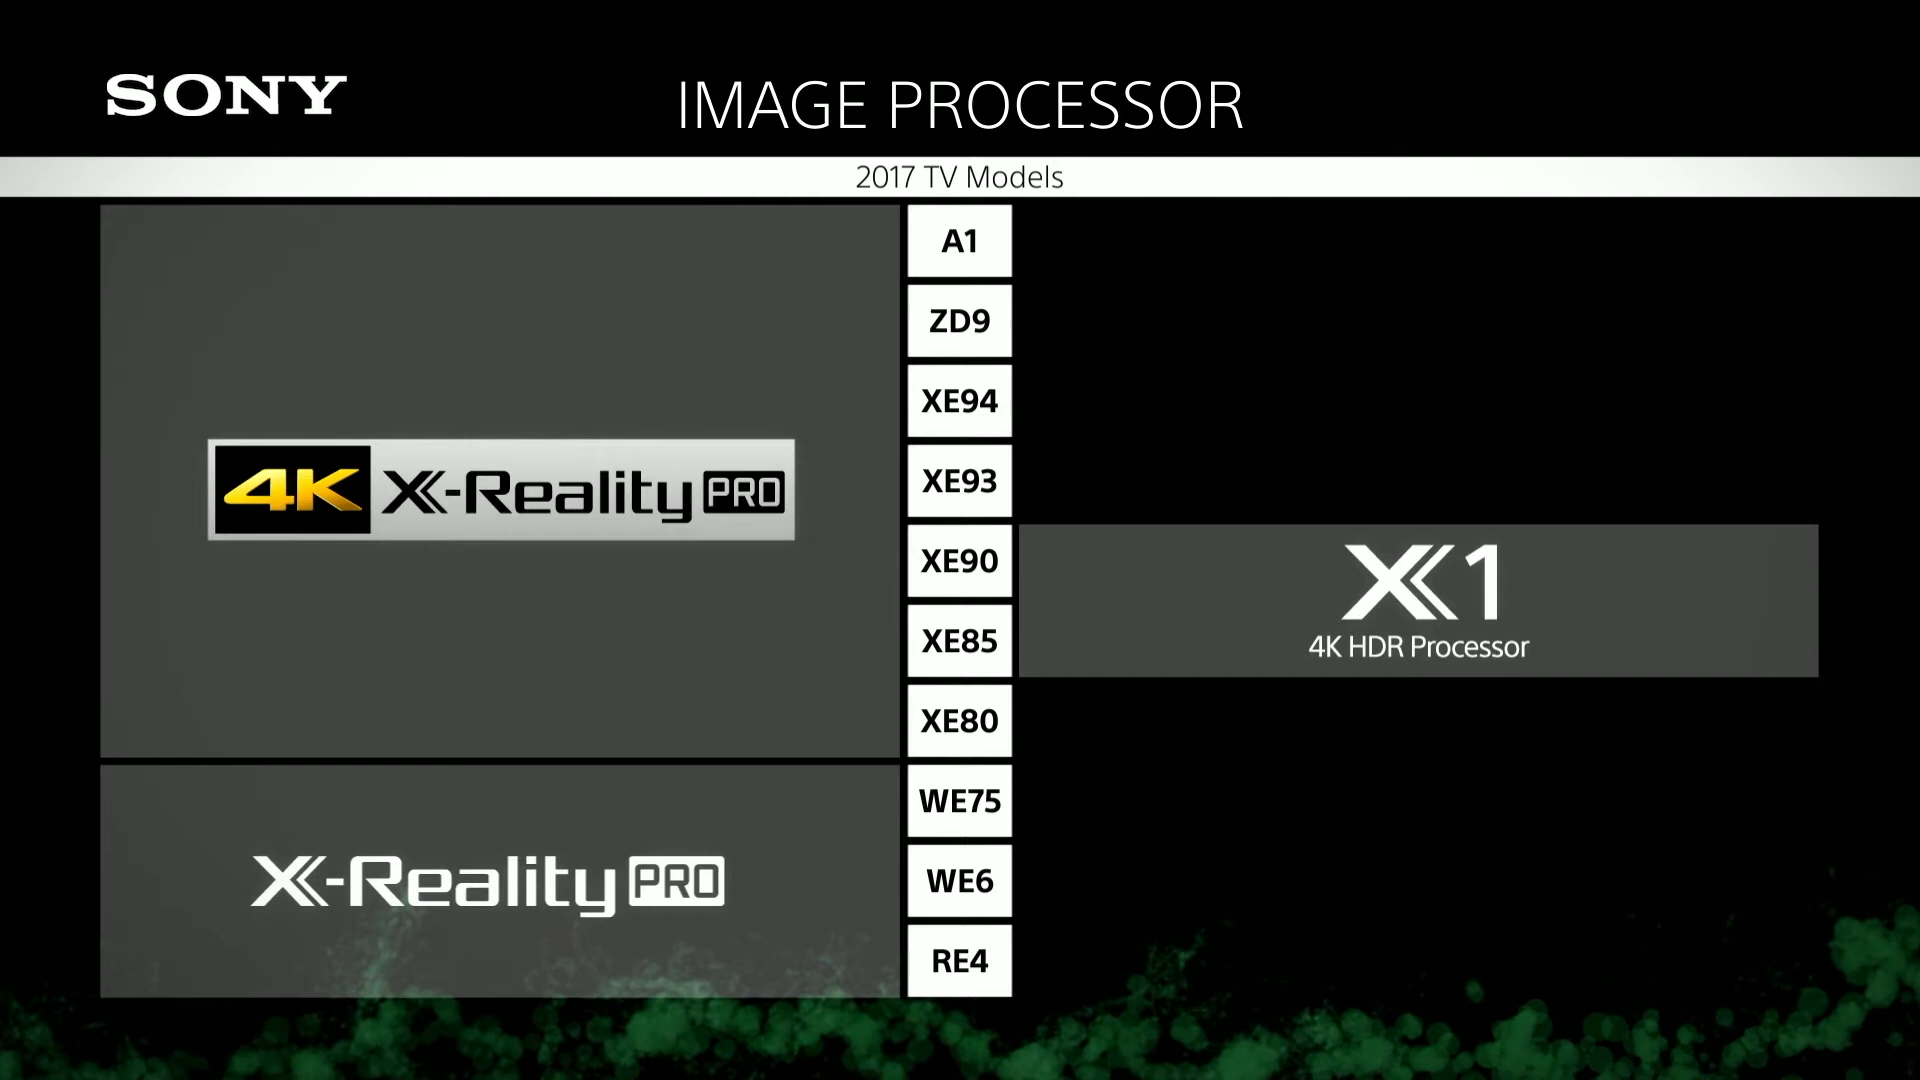 SONY
IMAGE PROCESSOR
2017 TV Models
4K X-Reality PRO
X-Reality PRO
A1
ZD9
XE94
XE93
XE90
XE85
XE80
WE75
WE6
RE4
X1
4K HDR Processor